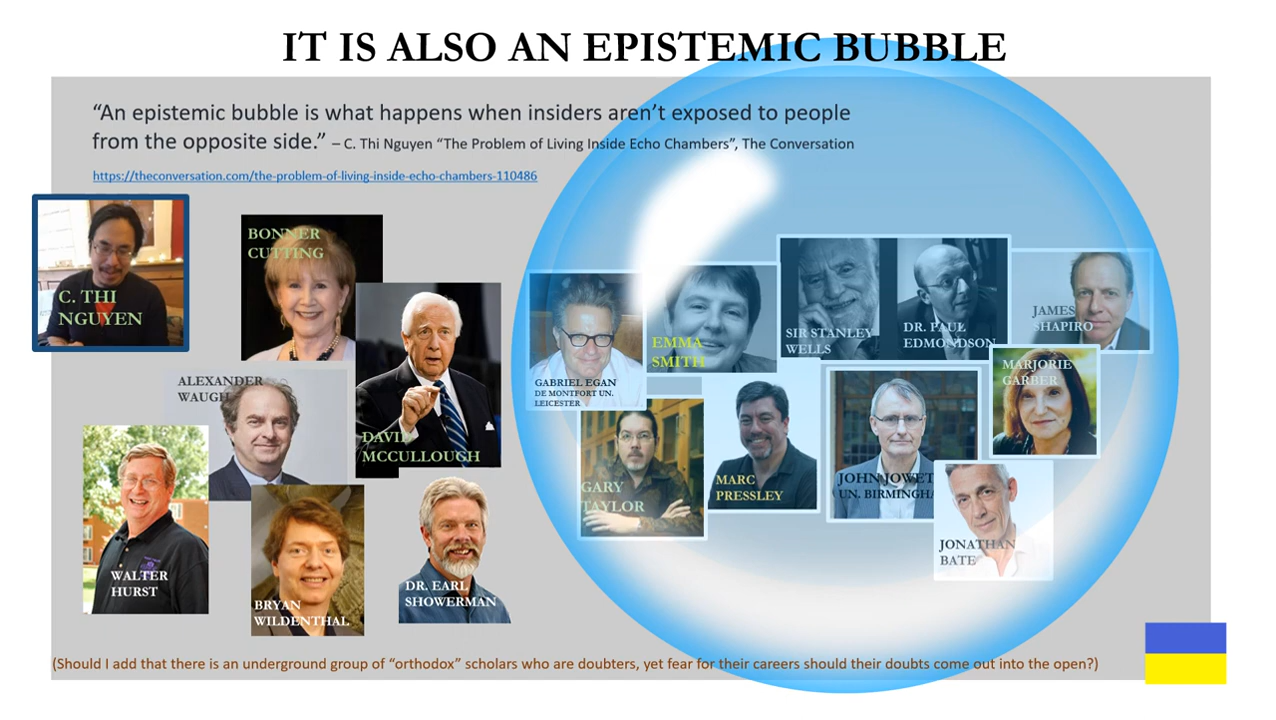 IT IS ALSO AN EPISTEMIC BUBBLE
“An epistemic bubble is what happens when insiders aren’t exposed to people
from the opposite side.” – C. Thi Nguyen “The Problem of Living Inside Echo Chambers”, The Conversation
https://theconversation.com/the-problem-of-living-inside-echo-chambers-110486
C. THI
NGUYEN
BONNER
CUTTING
ALEXANDER
WAUGH
DAVID
MCCULLOUGH
WALTER
HURST
BRYAN
WILDENTHAL
DR. EARL
SHOWERMAN
GABRIEL EGAN
DE MONTFORT UN.
LEICESTER
EMMA
SMITH
SIR STANLEY
WELLS
DR. PAUL
EDMONDSON
JAMES
SHAPIRO
MARJORIE
GARBER
GARY
TAYLOR
MARC
PRESSLEY
JOHN JOWET
UN. BIRMINGHA
JONATHAN
BATE
(Should I add that there is an underground group of “orthodox” scholars who are doubters, yet fear for their careers should their doubts come out into the open?)